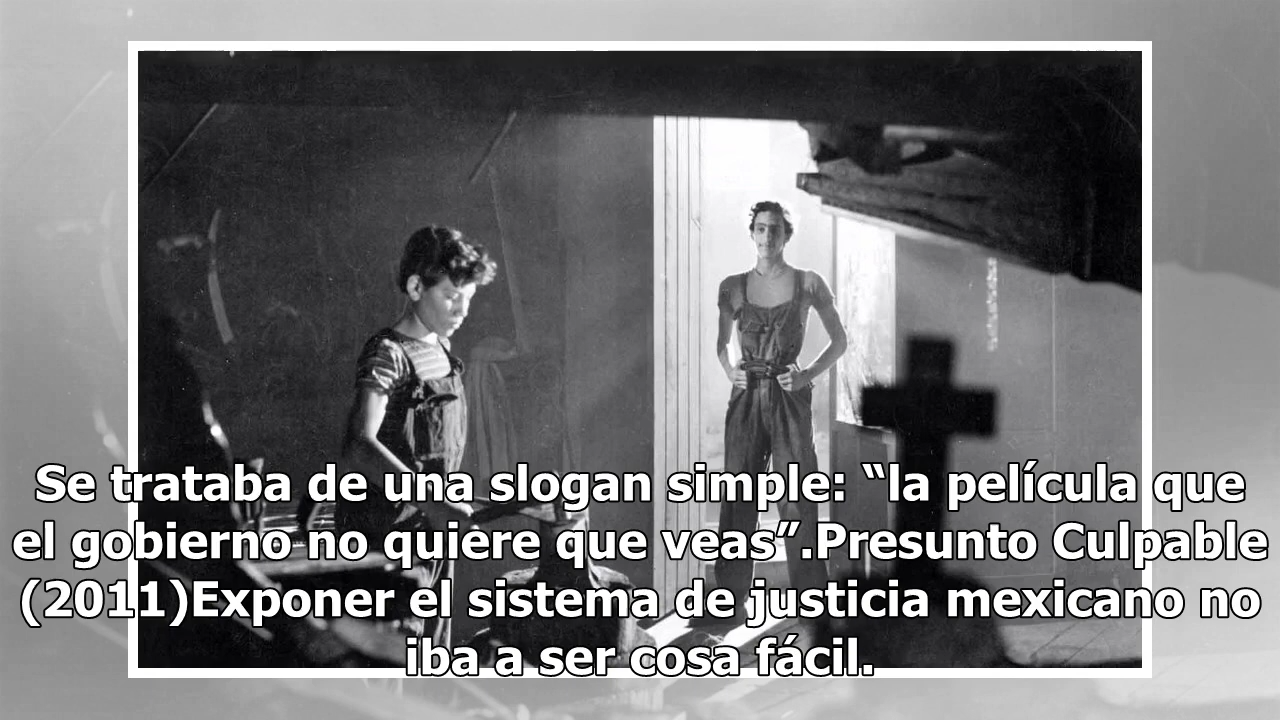 Se trataba de una slogan simple: “la película que
el gobierno no quiere que veas”.Presunto Culpable
(2011)Exponer el sistema de justicia mexicano no
iba a ser cosa fácil.